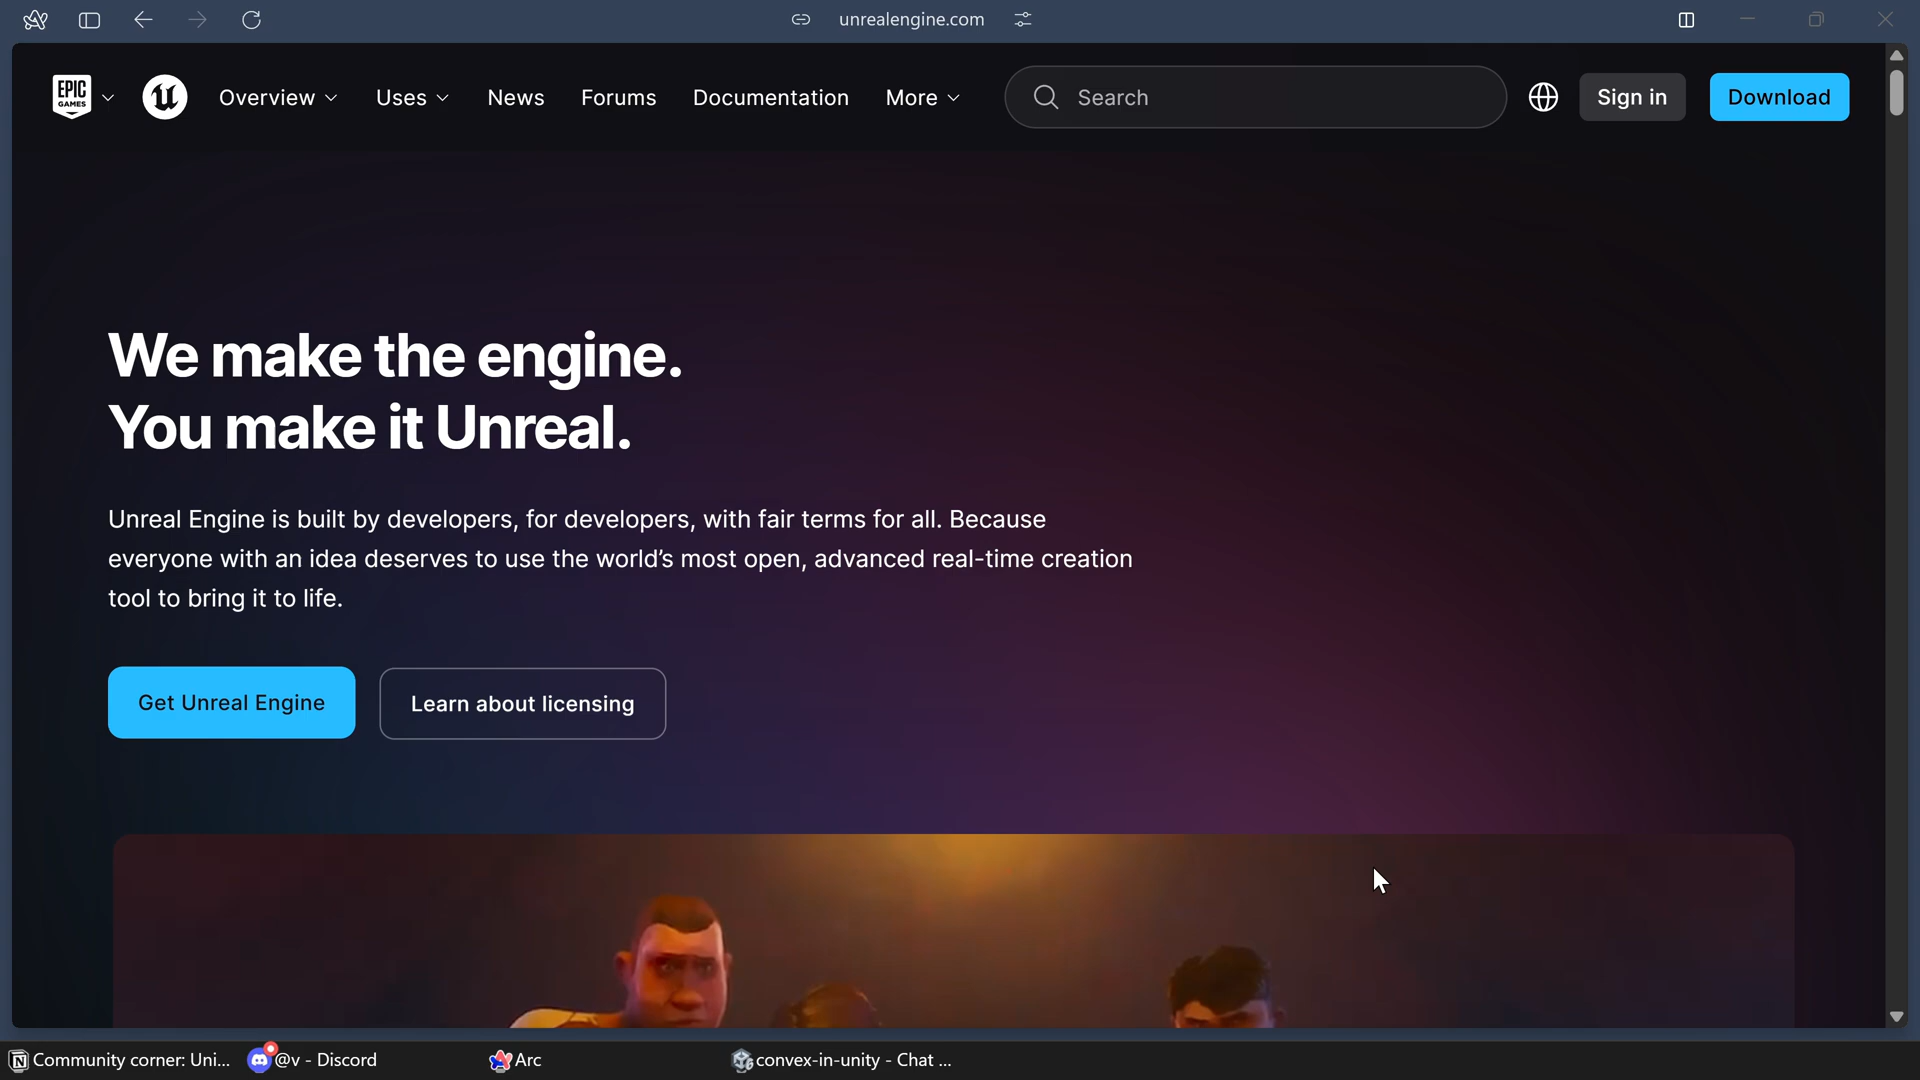 unrealengine.com
EPIC
GAMES
Overview
Uses
News
Forums
Documentation
More
Search
Sign in
Download
We make the engine.
You make it Unreal.
Unreal Engine is built by developers, for developers, with fair terms for all. Because
everyone with an idea deserves to use the world’s most open, advanced real-time creation
tool to bring it to life.
Get Unreal Engine
Learn about licensing
Community corner: Uni...
@v - Discord
Arc
convex-in-unity - Chat ...